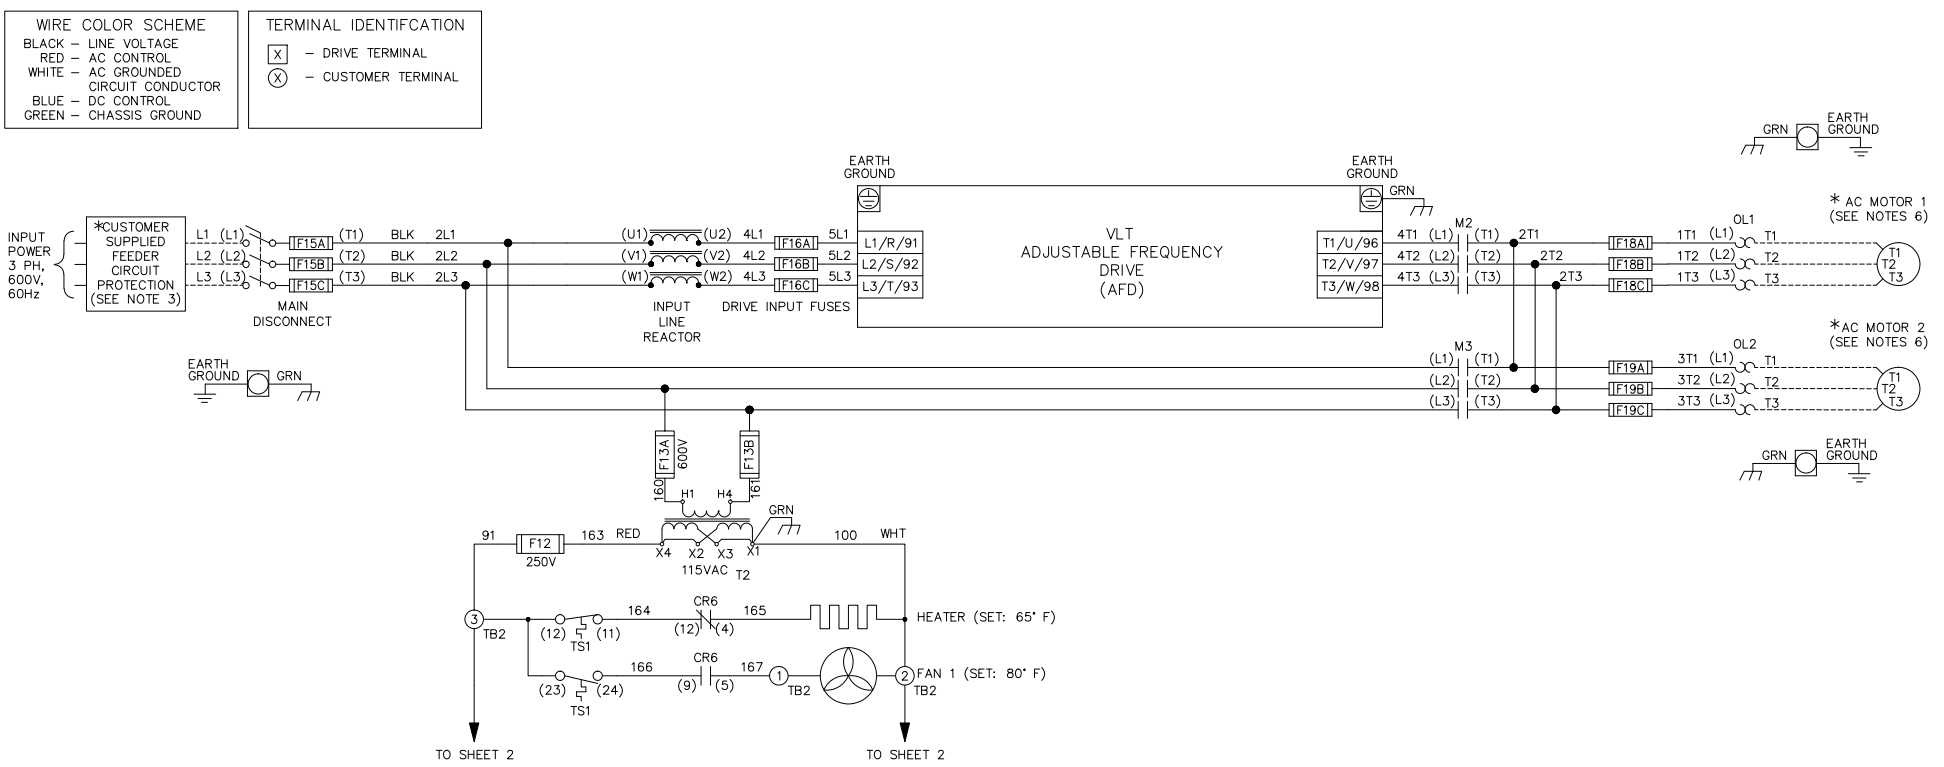 WIRE COLOR SCHEME
BLACK – LINE VOLTAGE
RED – AC CONTROL
WHITE – AC GROUNDED
CIRCUIT CONDUCTOR
BLUE – DC CONTROL
GREEN – CHASSIS GROUND
TERMINAL IDENTIFCATION
X – DRIVE TERMINAL
X – CUSTOMER TERMINAL
GRN
EARTH
GROUND
EARTH
GROUND
EARTH
GROUND
GRN
INPUT
POWER
3 PH,
600V,
60Hz
*CUSTOMER
SUPPLIED
FEEDER
CIRCUIT
PROTECTION
(SEE NOTE 3)
L1 (L1) F15A (T1) BLK 2L1 (U1) (U2) 4L1 F16A 5L1 L1/R/91
L2 (L2) F15B (T2) BLK 2L2 (V1) (V2) 4L2 F16B 5L2 L2/S/92
L3 (L3) F15C (T3) BLK 2L3 (W1) (W2) 4L3 F16C 5L3 L3/T/93
MAIN
DISCONNECT
INPUT
LINE
REACTOR
DRIVE INPUT FUSES
VLT
ADJUSTABLE FREQUENCY
DRIVE
(AFD)
M2
OL1
T1/U/96 4T1 (L1) (T1) 2T1 F18A 1T1 (L1) T1
T2/V/97 4T2 (L2) (T2) 2T2 F18B 1T2 (L2) T2
T3/W/98 4T3 (L3) (T3) 2T3 F18C 1T3 (L3) T3
* AC MOTOR 1
(SEE NOTES 6)
T1
T2
T3
M3
OL2
(L1) (T1) F19A 3T1 (L1) T1
(L2) (T2) F19B 3T2 (L2) T2
(L3) (T3) F19C 3T3 (L3) T3
* AC MOTOR 2
(SEE NOTES 6)
T1
T2
T3
EARTH
GROUND
GRN
GRN
EARTH
GROUND
F13A
600V
F13B
160
161
H1 H4
GRN
91 F12 163 RED
250V
X4 X2 X3 X1
100 WHT
115VAC T2
3
TB2
(12) (11) 164 CR6 (12) (4) 165
TS1
HEATER (SET: 65° F)
(23) (24) 166 CR6 (9) (5) 167 1
TS1
TB2
2
TB2
FAN 1 (SET: 80° F)
TO SHEET 2
TO SHEET 2